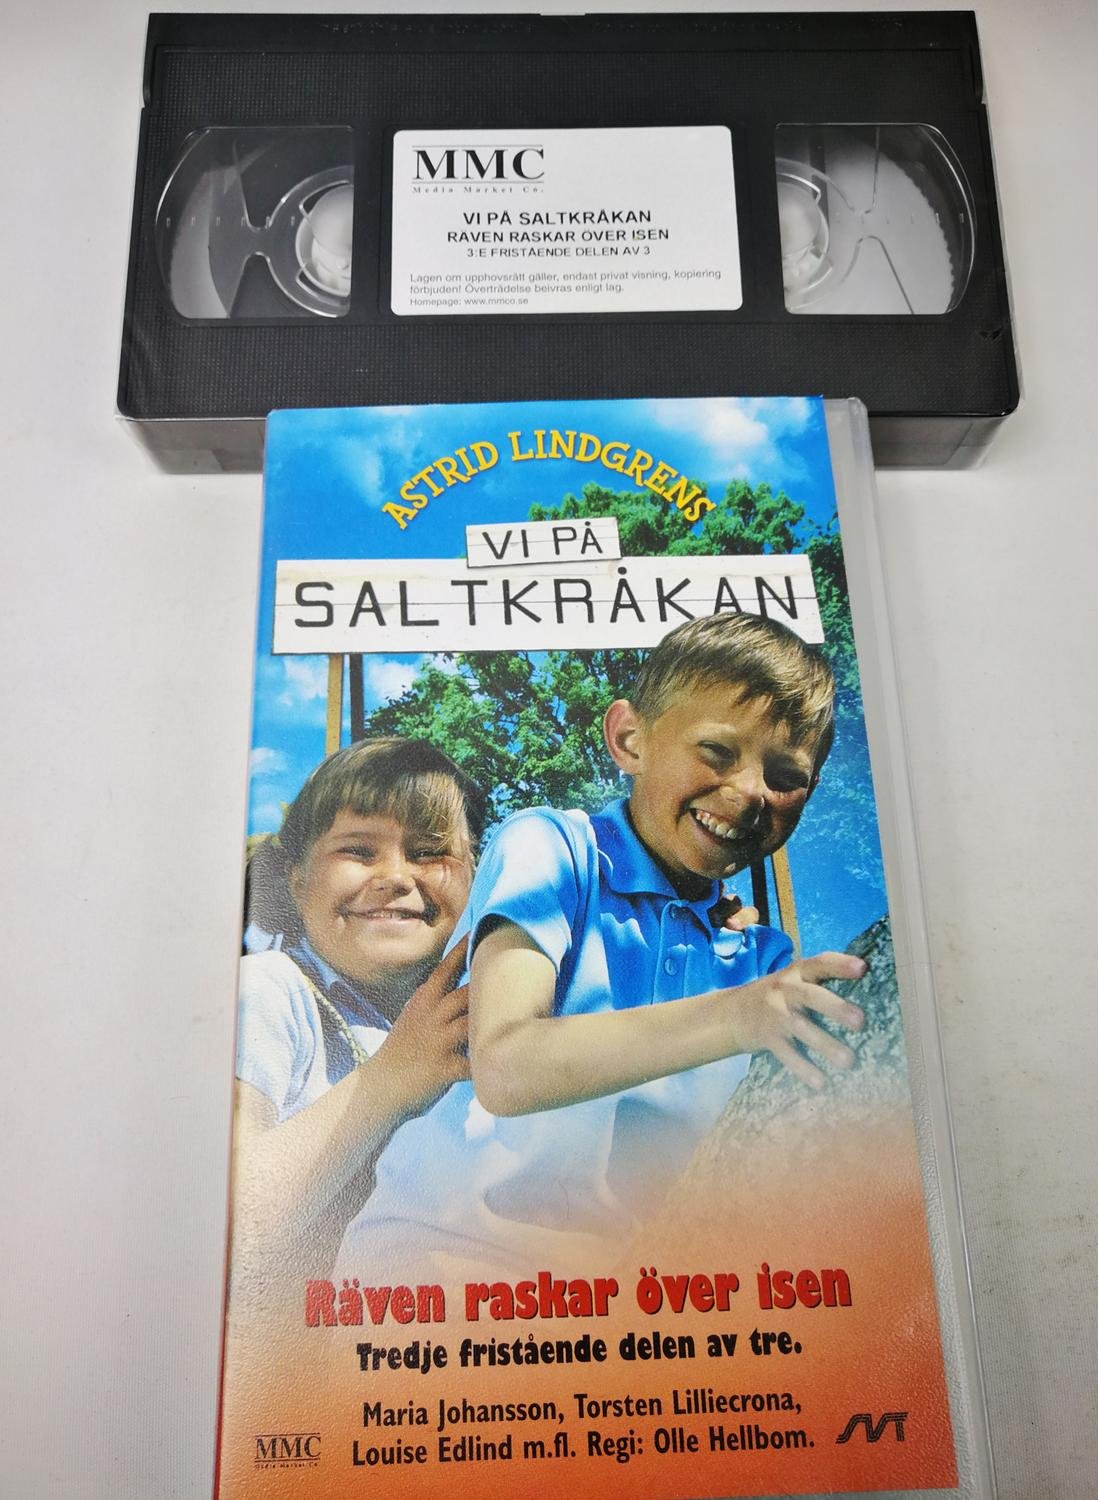 MMC
Media Market Co.
VI PÅ SALTKRÅKAN
RÄVEN RASKAR ÖVER ISEN
3:E FRISTÅENDE DELEN AV 3
Lagen om upphovsrätt gäller, endast privat visning, kopiering
förbjuden! Överträdelse beivras enligt lag.
Homepage: www.mmco.se
ASTRID LINDGRENS
VI PÅ
SALTKRÅKAN
Räven raskar över isen
Tredje fristående delen av tre.
Maria Johansson, Torsten Lilliecrona,
Louise Edlind m.fl. Regi: Olle Hellbom.
MMC
Media Market Co.
SVT